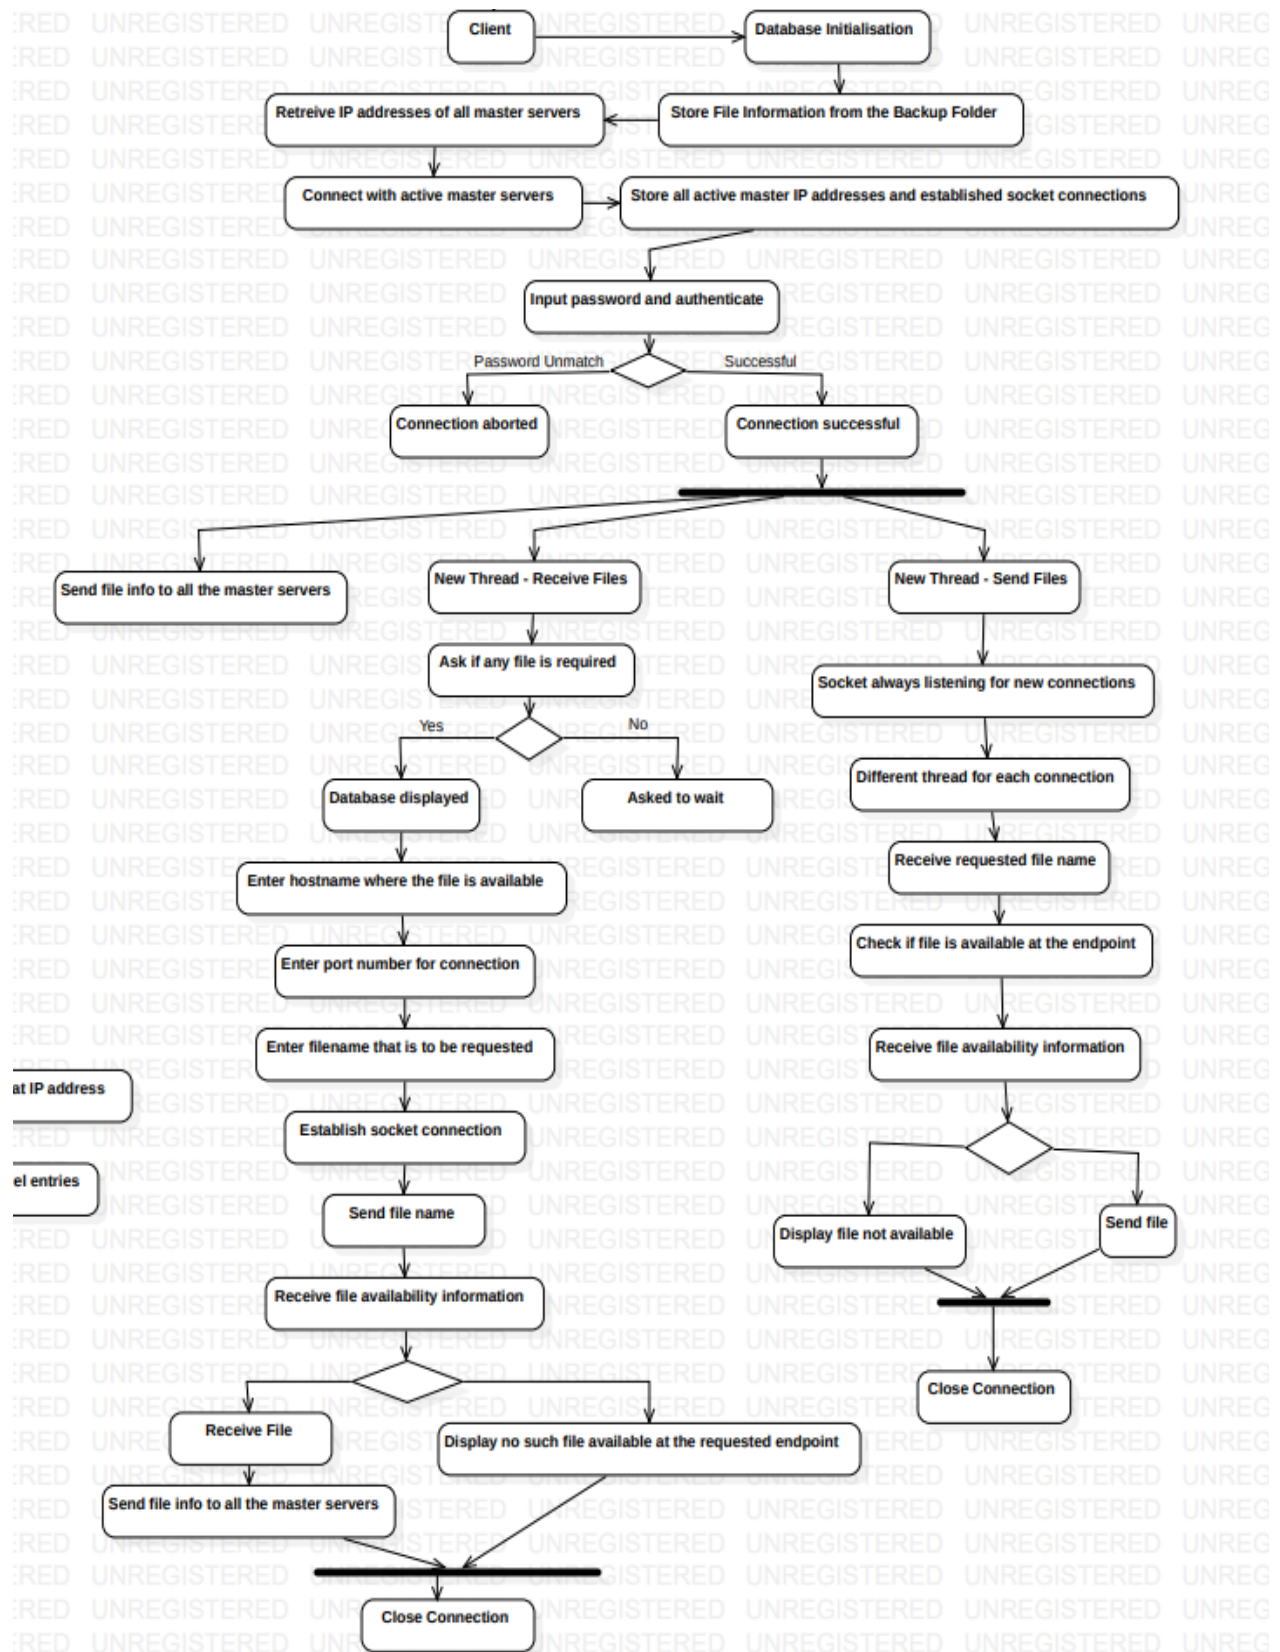 Client
Database Initialisation
Retreive IP addresses of all master servers
Store File Information from the Backup Folder
Connect with active master servers
Store all active master IP addresses and established socket connections
Input password and authenticate
Password Unmatch
Successful
Connection aborted
Connection successful
Send file info to all the master servers
New Thread - Receive Files
New Thread - Send Files
Ask if any file is required
Socket always listening for new connections
Yes
No
Database displayed
Asked to wait
Different thread for each connection
Enter hostname where the file is available
Receive requested file name
Enter port number for connection
Check if file is available at the endpoint
Enter filename that is to be requested
Receive file availability information
at IP address
Establish socket connection
el entries
Send file name
Display file not available
Send file
Receive file availability information
Close Connection
Receive File
Display no such file available at the requested endpoint
Send file info to all the master servers
Close Connection
UNREGISTERED